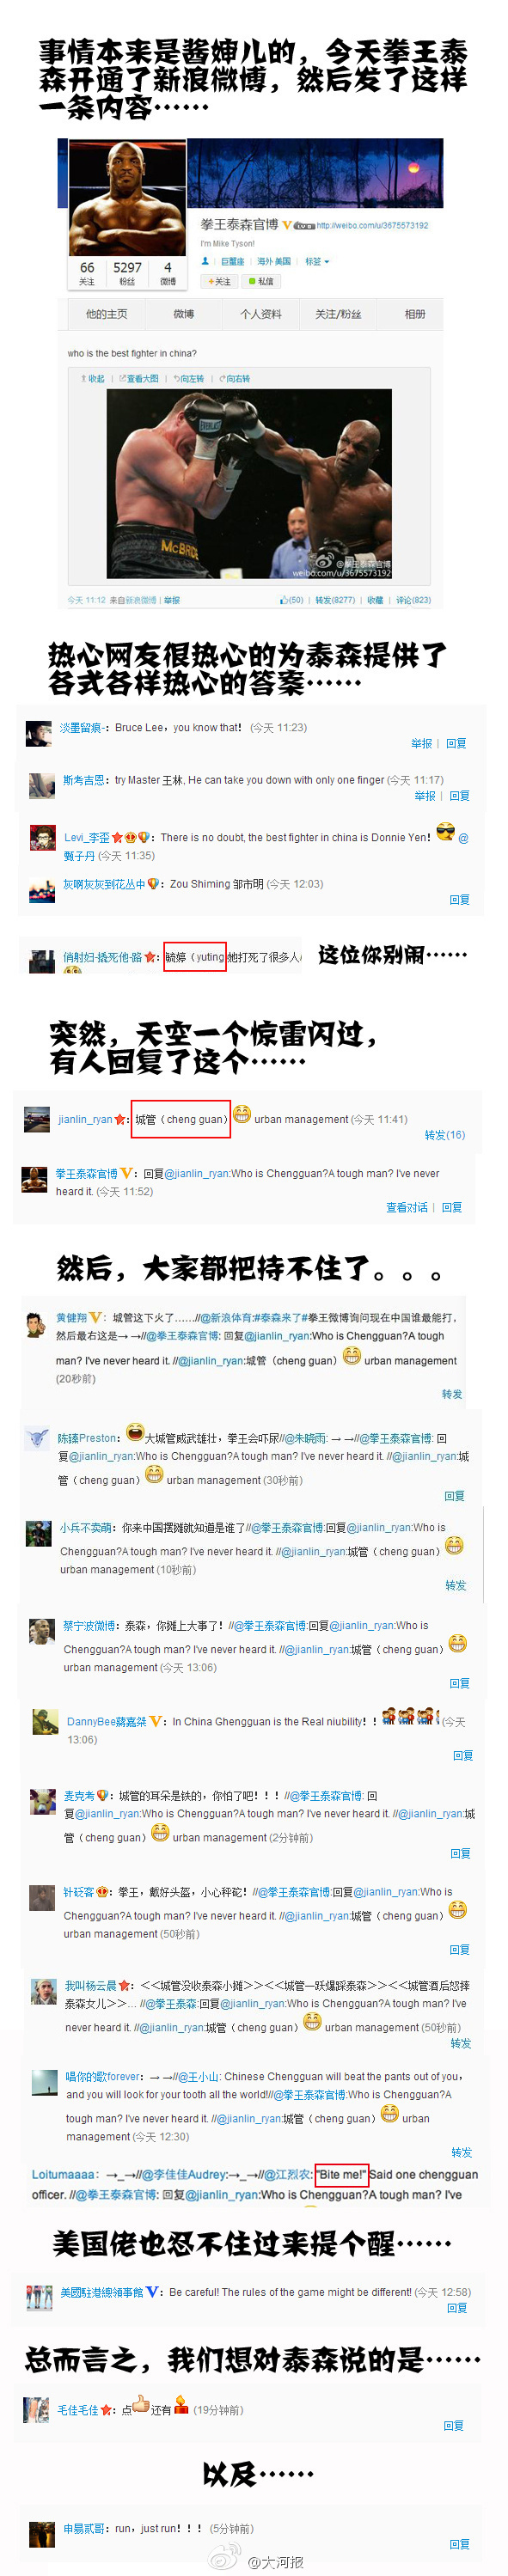 事情本来是酱婶儿的，今天拳王泰
森开通了新浪微博，然后发了这样
一条内容……
拳王泰森官博 http://weibo.com/u/3675573192
I'm Mike Tyson!
巨蟹座 | 海外 美国 | 标签
66 5297 4
关注 粉丝 微博
+关注 私信
他的主页 微博 个人资料 关注/粉丝 相册
who is the best fighter in china?
收起 | 查看大图 | 向左转 | 向右转
EVERLAST
McBRIDE
@拳王泰森官博
weibo.com/u/3675573192
今天 11:12 来自新浪微博 | 举报 (50) | 转发(8277) | 收藏 | 评论(823)
热心网友很热心的为泰森提供了
各式各样热心的答案……
淡墨留痕-：Bruce Lee，you know that！ (今天 11:23)
举报 | 回复
斯考吉恩：try Master 王林, He can take you down with only one finger (今天 11:17)
举报 | 回复
Levi_李歪：There is no doubt, the best fighter in china is Donnie Yen！ @
甄子丹 (今天 11:35)
灰啊灰灰到花丛中：Zou Shiming 邹市明 (今天 12:03)
回复
俏射妇-撬死他-路：毓婷（yuting 她打死了很多人 这位你别闹……
突然，天空一个惊雷闪过，
有人回复了这个……
jianlin_ryan：城管（cheng guan） urban management (今天 11:41)
转发(16)
拳王泰森官博：回复@jianlin_ryan:Who is Chengguan?A tough man? I've never
heard it. (今天 11:52)
查看对话 | 回复
然后，大家都把持不住了。。。
黄健翔：城管这下火了……//@新浪体育:#泰森来了#拳王微博询问现在中国谁最能打，
然后最右这是→ →//@拳王泰森官博: 回复@jianlin_ryan:Who is Chengguan?A tough
man? I've never heard it. //@jianlin_ryan:城管（cheng guan） urban management
(20秒前)
转发
陈搸Preston：大城管威武雄壮，拳王会吓尿//@朱晓雨: → →//@拳王泰森官博: 回
复@jianlin_ryan:Who is Chengguan?A tough man? I've never heard it. //@jianlin_ryan:城
管（cheng guan） urban management (30秒前)
回复
小兵不卖萌：你来中国摆摊就知道是谁了//@拳王泰森官博:回复@jianlin_ryan:Who is
Chengguan?A tough man? I've never heard it. //@jianlin_ryan:城管（cheng guan）
urban management (10秒前)
转发
蔡宁波微博：泰森，你摊上大事了！//@拳王泰森官博:回复@jianlin_ryan:Who is
Chengguan?A tough man? I've never heard it. //@jianlin_ryan:城管（cheng guan）
urban management (今天 13:06)
回复
DannyBee蒋嘉桀：In China Ghengguan is the Real niubility！！ (今天
13:06)
回复
麦克考：城管的耳朵是铁的，你怕了吧！！！//@拳王泰森官博: 回
复@jianlin_ryan:Who is Chengguan?A tough man? I've never heard it. //@jianlin_ryan:城
管（cheng guan） urban management (2分钟前)
回复
针砭客：拳王，戴好头盔，小心秤砣！//@拳王泰森官博:回复@jianlin_ryan:Who is
Chengguan?A tough man? I've never heard it. //@jianlin_ryan:城管（cheng guan）
urban management (50秒前)
回复
我叫杨云晨：<<城管没收泰森小摊>><<城管一跃爆踩泰森>><<城管酒后怒摔
泰森女儿>>... //@拳王泰森:回复@jianlin_ryan:Who is Chengguan?A tough man? I've
never heard it. //@jianlin_ryan:城管（cheng guan） urban management (50秒前)
转发
唱你的歌forever：→ →//@王小山: Chinese Chengguan will beat the pants out of you，
and you will look for your tooth all the world!//@拳王泰森官博:Who is Chengguan?A
tough man? I've never heard it. //@jianlin_ryan:城管（cheng guan） urban
management (今天 12:30)
转发
Loitumaaaa：→_→//@李佳佳Audrey:→_→//@江烈农:"Bite me!" Said one chengguan
officer. //@拳王泰森官博: 回复@jianlin_ryan:Who is Chengguan?A tough man? I've
美国佬也忍不住过来提个醒……
美國駐港總領事館：Be careful! The rules of the game might be different! (今天 12:58)
回复
总而言之，我们想对泰森说的是……
毛佳毛佳：点 还有 (19分钟前)
回复
以及……
申易贰哥：run，just run！！！ (5分钟前)
回复
@大河报